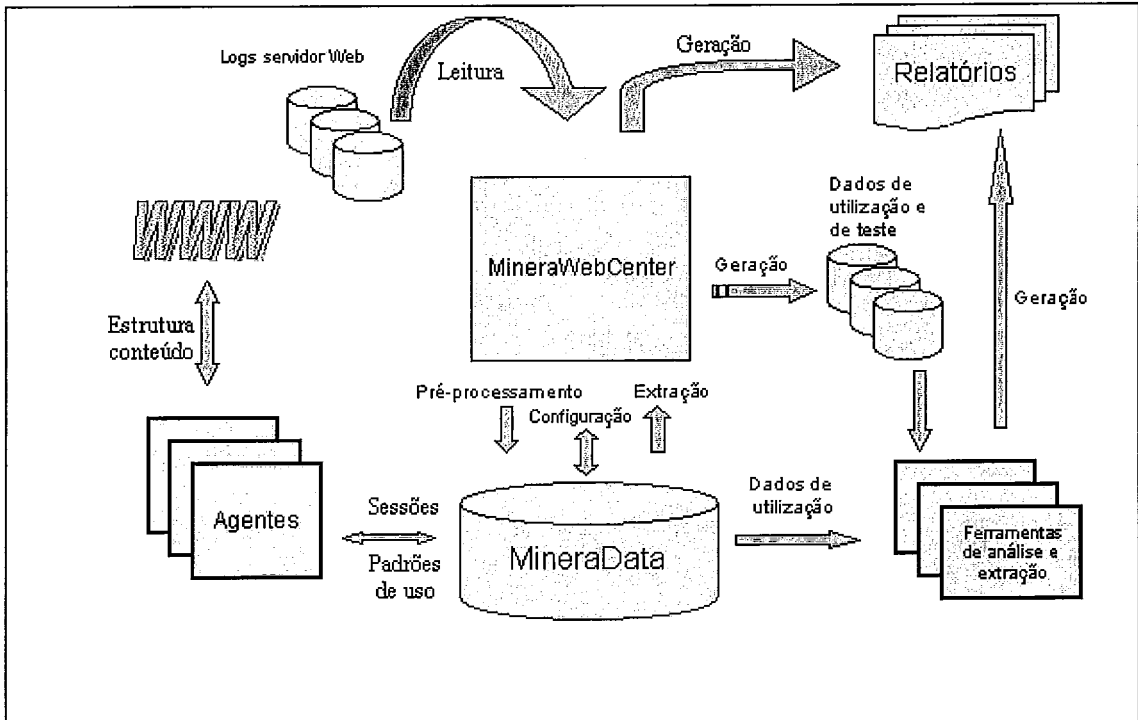 Logs servidor Web
Leitura
Geração
Relatórios
WWW
Dados de
utilização e
de teste
MineraWebCenter
Geração
Geração
Estrutura
conteúdo
Pré-processamento
Configuração
Extração
Agentes
Sessões
Padrões
de uso
MineraData
Dados de
utilização
Ferramentas
de análise e
extração